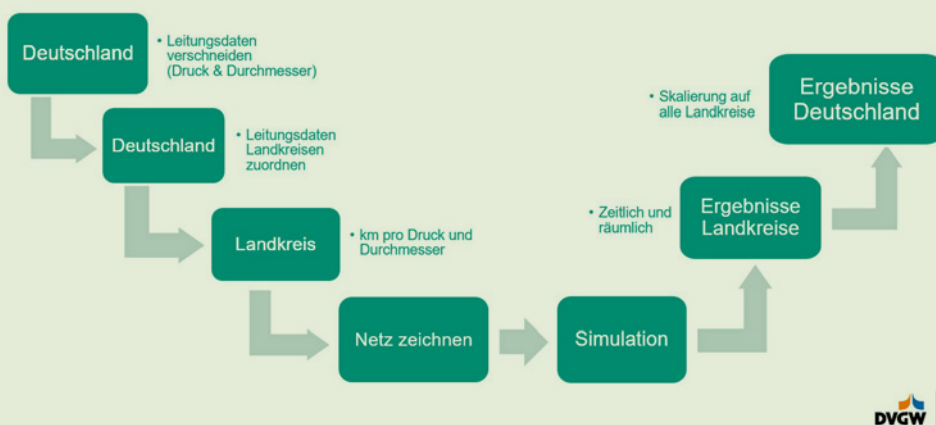 Deutschland
• Leitungsdaten
verschneiden
(Druck & Durchmesser)
Deutschland
• Leitungsdaten
Landkreisen
zuordnen
Landkreis
• km pro Druck und
Durchmesser
Netz zeichnen
Simulation
• Zeitlich und
räumlich
Ergebnisse
Landkreise
• Skalierung auf
alle Landkreise
Ergebnisse
Deutschland
DVGW